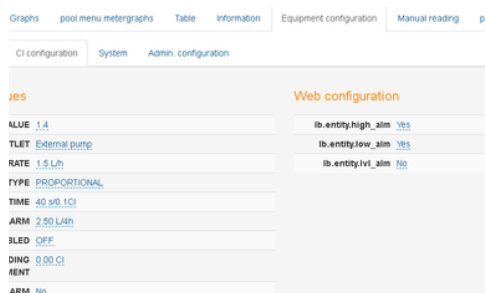 Graphs pool menu.metergraphs Table Information Equipment configuration Manual reading p
CI configuration System Admin. configuration
ues
Web configuration
ALUE 1.4
TLET External pump
RATE 1.5 L/h
TYPE PROPORTIONAL
TIME 40 s/0.1Cl
ARM 2.50 L/4h
BLED OFF
DING 0.00 Cl
MENT
ARM No
lb.entity.high_alm Yes
lb.entity.low_alm Yes
lb.entity.lvl_alm No